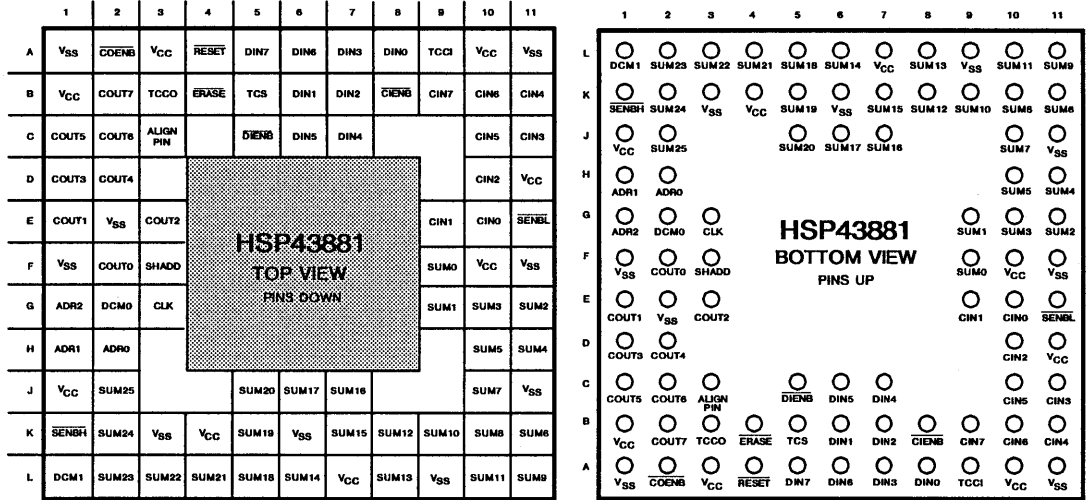 1 2 3 4 5 6 7 8 9 10 11
A VSS COENB VCC RESET DIN7 DIN6 DIN3 DIN0 TCCI VCC VSS
B VCC COUT7 TCCO ERASE TCS DIN1 DIN2 CIENB CIN7 CIN6 CIN4
C COUT5 COUT6 ALIGN PIN DIENB DIN5 DIN4 CIN5 CIN3
D COUT3 COUT4 CIN2 VCC
E COUT1 VSS COUT2 CIN1 CIN0 SENBL
F VSS COUT0 SHADD SUM0 VCC VSS
G ADR2 DCM0 CLK SUM1 SUM3 SUM2
H ADR1 ADR0 SUM5 SUM4
J VCC SUM25 SUM20 SUM17 SUM16 SUM7 VSS
K SENBH SUM24 VSS VCC SUM19 VSS SUM15 SUM12 SUM10 SUM8 SUM6
L DCM1 SUM23 SUM22 SUM21 SUM18 SUM14 VCC SUM13 VSS SUM11 SUM9
HSP43881
TOP VIEW
PINS DOWN
1 2 3 4 5 6 7 8 9 10 11
L DCM1 SUM23 SUM22 SUM21 SUM18 SUM14 VCC SUM13 VSS SUM11 SUM9
K SENBH SUM24 VSS VCC SUM19 VSS SUM15 SUM12 SUM10 SUM8 SUM6
J VCC SUM25 SUM20 SUM17 SUM16 SUM7 VSS
H ADR1 ADR0 SUM5 SUM4
G ADR2 DCM0 CLK SUM1 SUM3 SUM2
F VSS COUT0 SHADD SUM0 VCC VSS
E COUT1 VSS COUT2 CIN1 CIN0 SENBL
D COUT3 COUT4 CIN2 VCC
C COUT5 COUT6 ALIGN PIN DIENB DIN5 DIN4 CIN5 CIN3
B VCC COUT7 TCCO ERASE TCS DIN1 DIN2 CIENB CIN7 CIN6 CIN4
A VSS COENB VCC RESET DIN7 DIN6 DIN3 DIN0 TCCI VCC VSS
HSP43881
BOTTOM VIEW
PINS UP